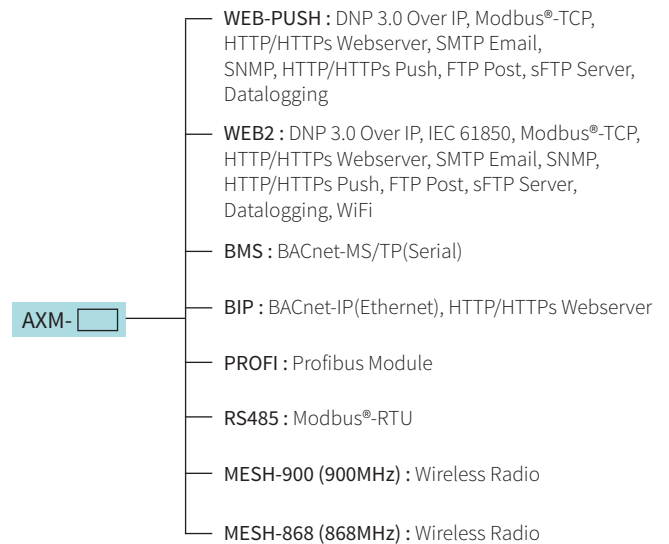 WEB-PUSH : DNP 3.0 Over IP, Modbus®-TCP,
HTTP/HTTPs Webserver, SMTP Email,
SNMP, HTTP/HTTPs Push, FTP Post, sFTP Server,
Datalogging
WEB2 : DNP 3.0 Over IP, IEC 61850, Modbus®-TCP,
HTTP/HTTPs Webserver, SMTP Email, SNMP,
HTTP/HTTPs Push, FTP Post, sFTP Server,
Datalogging, WiFi
BMS : BACnet-MS/TP(Serial)
AXM-
BIP : BACnet-IP(Ethernet), HTTP/HTTPs Webserver
PROFI : Profibus Module
RS485 : Modbus®-RTU
MESH-900 (900MHz) : Wireless Radio
MESH-868 (868MHz) : Wireless Radio